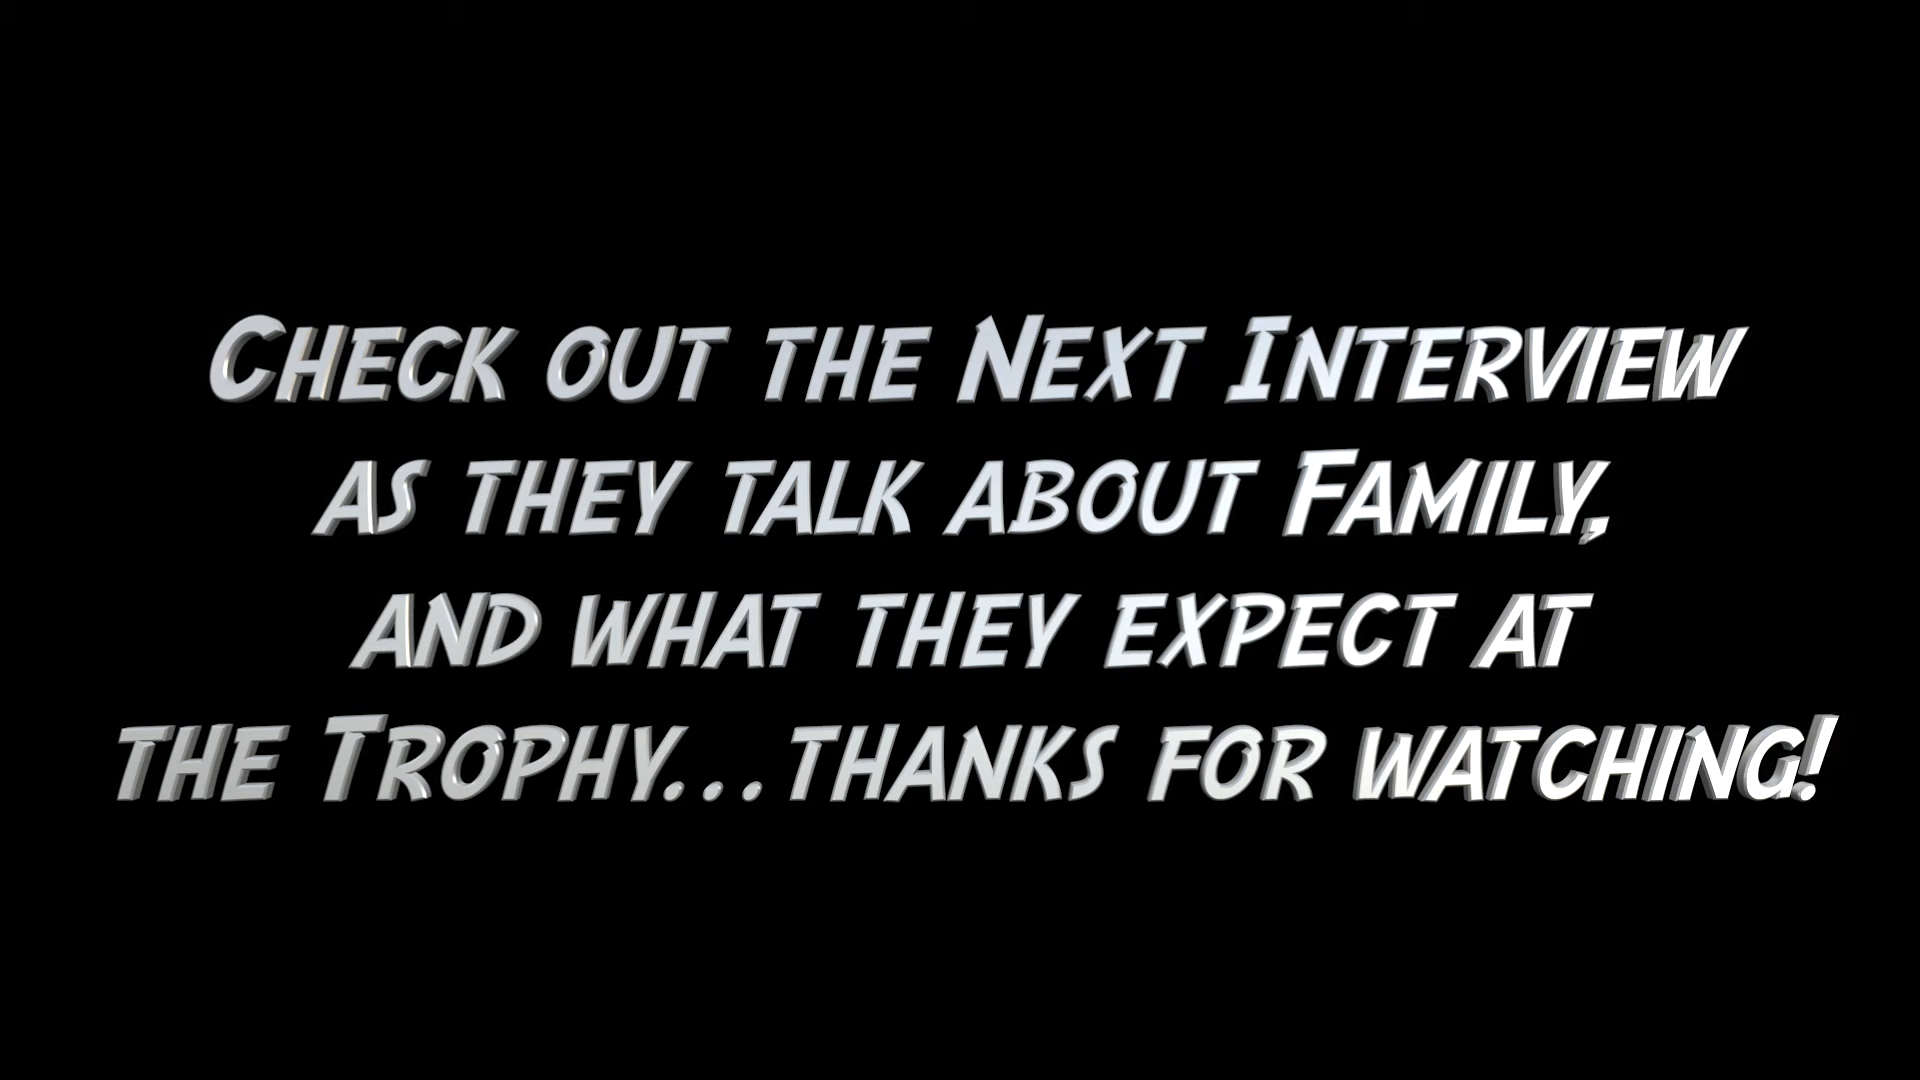 Check out the Next Interview
as they talk about Family,
and what they expect at
the Trophy...thanks for watching!